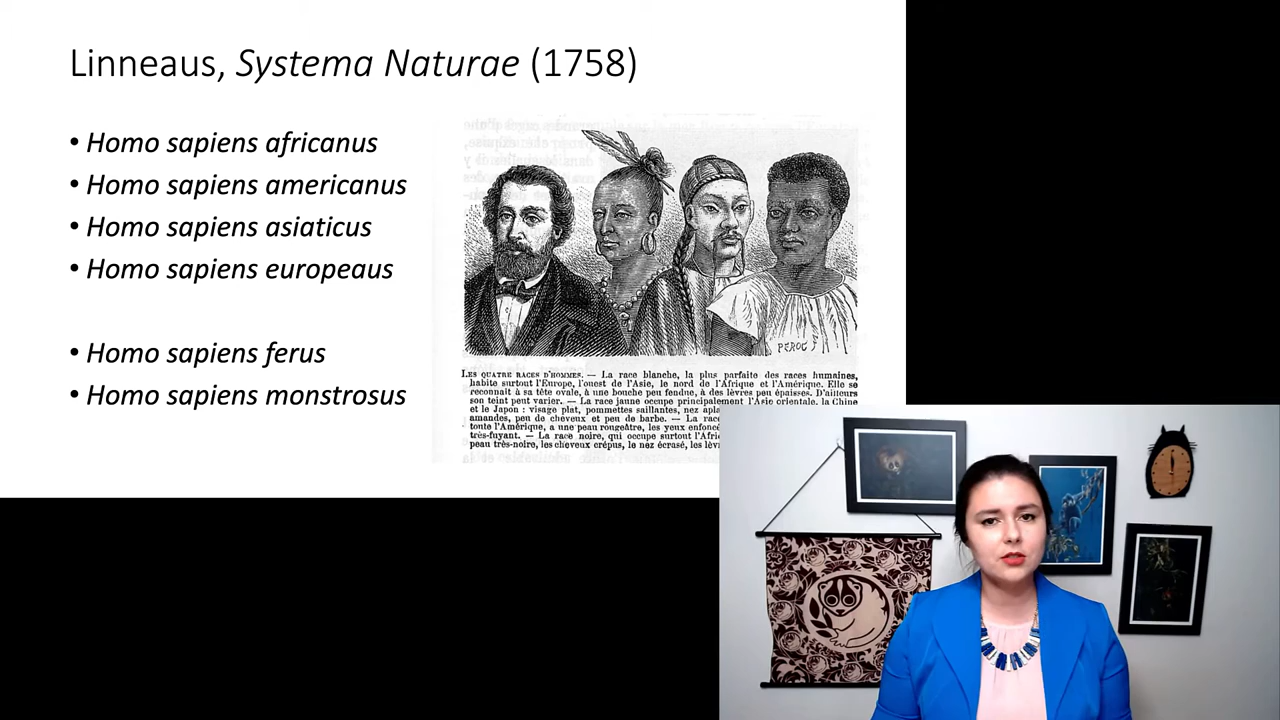 Linneaus, Systema Naturae (1758)
• Homo sapiens africanus
• Homo sapiens americanus
• Homo sapiens asiaticus
• Homo sapiens europeaus
• Homo sapiens ferus
• Homo sapiens monstrosus
PEROT
LES QUATRE RACES D'HOMMES. — La race blanche, la plus parfaite des races humaines,
habite surtout l'Europe, l'ouest de l'Asie, le nord de l'Afrique et l'Amérique. Elle se
reconnaît à sa tête ovale, à une bouche peu fendue, à des lèvres peu épaisses. D'ailleurs
son teint peut varier. — La race jaune occupe principalement l'Asie orientale, la Chine
et le Japon : visage plat, pommettes saillantes, nez
amandes, peu de cheveux et peu de barbe. — La
toute l'Amérique, a une peau rougeâtre, les yeux
très-fuyant. — La race noire, qui occupe surtout
peau très-noire, les cheveux crépus, le nez écrasé, les